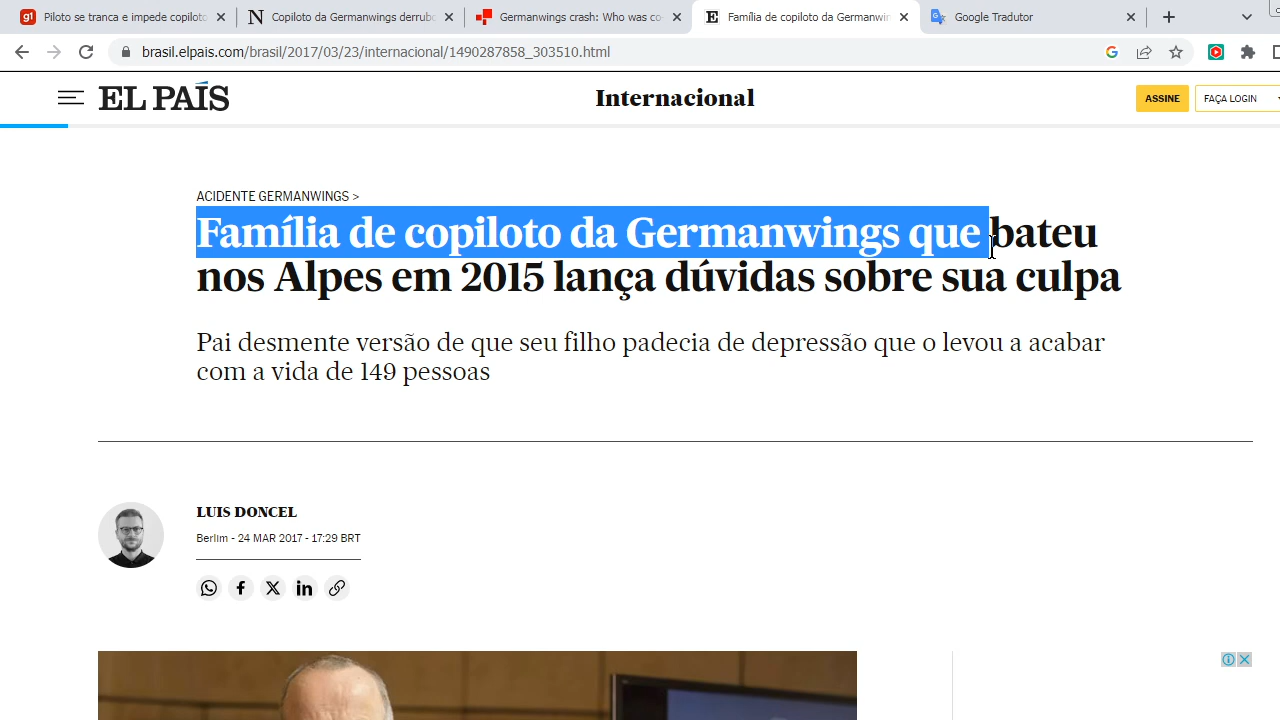 Piloto se tranca e impede copiloto
Copiloto da Germanwings derrubo
Germanwings crash: Who was co-
Família de copiloto da Germanwin
Google Tradutor
brasil.elpais.com/brasil/2017/03/23/internacional/1490287858_303510.html
EL PAÍS
Internacional
ASSINE
FAÇA LOGIN
ACIDENTE GERMANWINGS >
Família de copiloto da Germanwings que bateu
nos Alpes em 2015 lança dúvidas sobre sua culpa
Pai desmente versão de que seu filho padecia de depressão que o levou a acabar
com a vida de 149 pessoas
LUIS DONCEL
Berlim - 24 MAR 2017 - 17:29 BRT